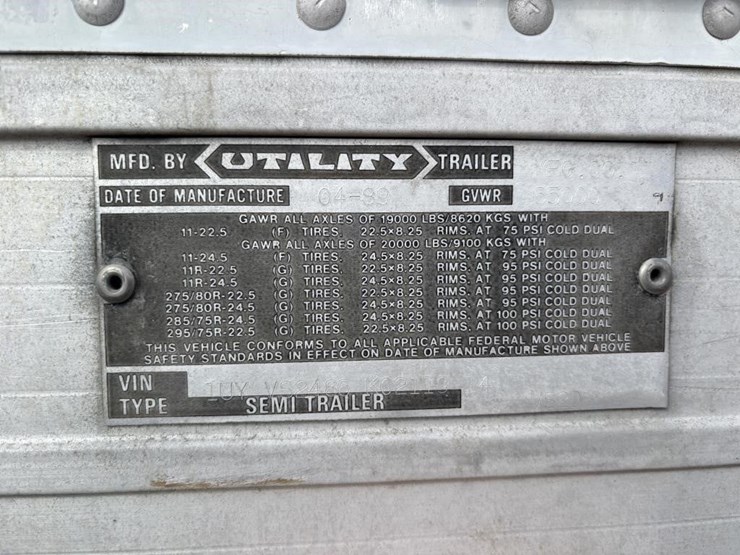 MFD. BY UTILITY TRAILER
DATE OF MANUFACTURE 04-89 GVWR
GAWR ALL AXLES OF 19000 LBS/8620 KGS WITH
11-22.5 (F) TIRES. 22.5×8.25 RIMS. AT 75 PSI COLD DUAL
GAWR ALL AXLES OF 20000 LBS/9100 KGS WITH
11-24.5 (F) TIRES. 24.5×8.25 RIMS. AT 75 PSI COLD DUAL
11R-22.5 (G) TIRES. 22.5×8.25 RIMS. AT 95 PSI COLD DUAL
11R-24.5 (G) TIRES. 24.5×8.25 RIMS. AT 95 PSI COLD DUAL
275/80R-22.5 (G) TIRES. 22.5×8.25 RIMS. AT 95 PSI COLD DUAL
275/80R-24.5 (G) TIRES. 24.5×8.25 RIMS. AT 95 PSI COLD DUAL
285/75R-24.5 (G) TIRES. 24.5×8.25 RIMS. AT 100 PSI COLD DUAL
295/75R-22.5 (G) TIRES. 22.5×8.25 RIMS. AT 100 PSI COLD DUAL
THIS VEHICLE CONFORMS TO ALL APPLICABLE FEDERAL MOTOR VEHICLE
SAFETY STANDARDS IN EFFECT ON DATE OF MANUFACTURE SHOWN ABOVE
VIN
TYPE SEMI TRAILER